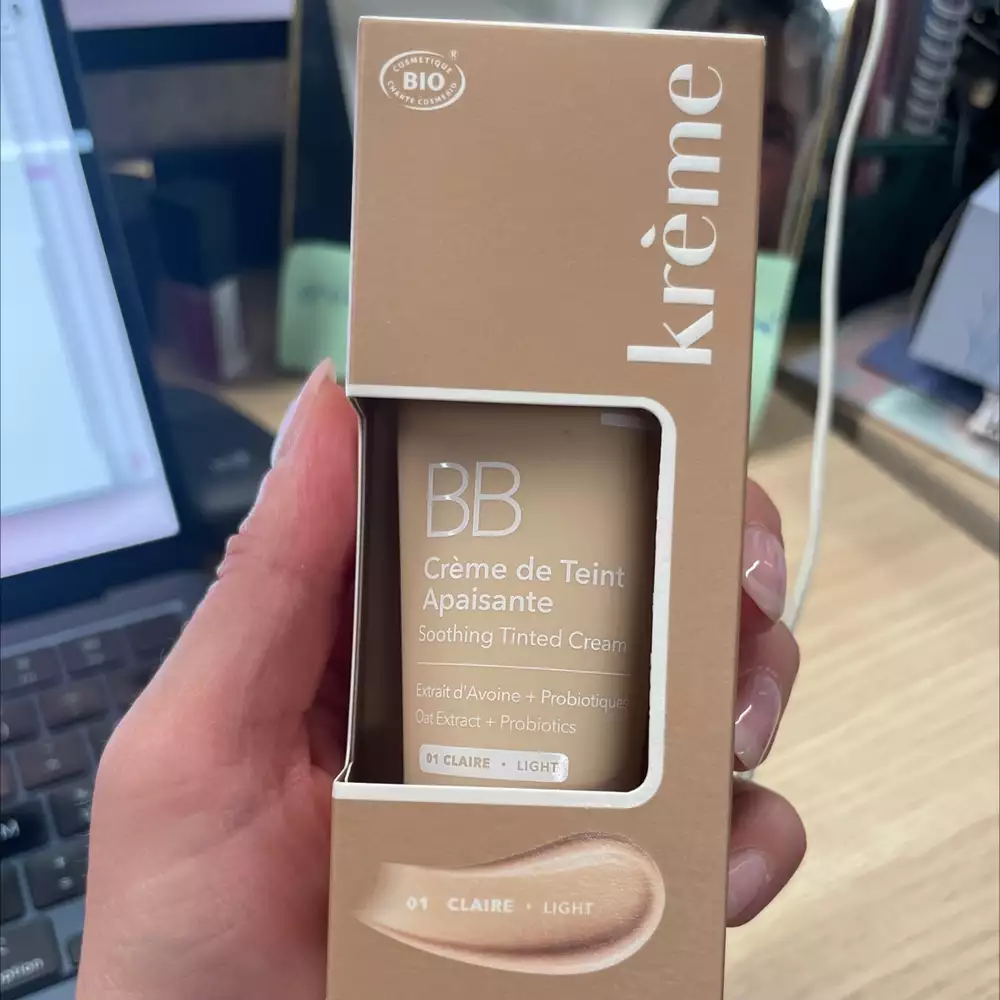 COSMETIQUE
BIO
CHARTE COSMEBIO
®
krème
BB
Crème de Teint
Apaisante
Soothing Tinted Cream
Extrait d'Avoine + Probiotiques
Oat Extract + Probiotics
01 CLAIRE • LIGHT
01 CLAIRE • LIGHT
M
option